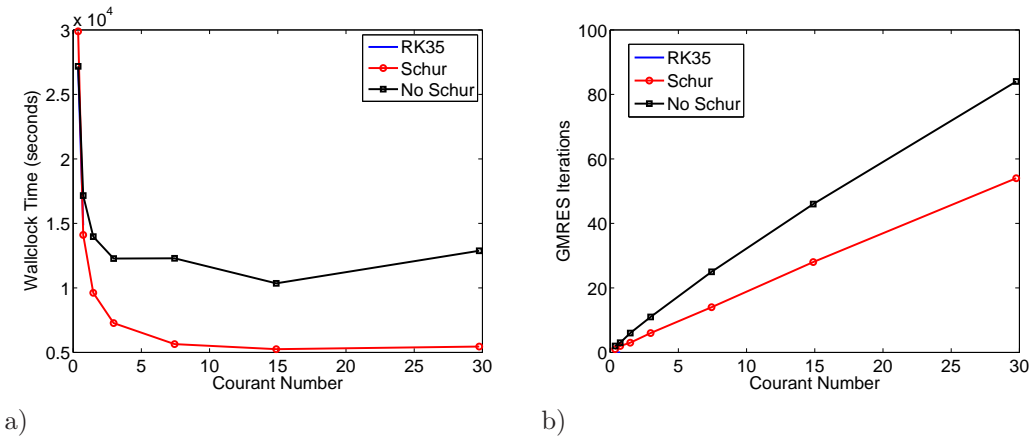 x 10^4
3
2.5
2
1.5
1
0.5
0 5 10 15 20 25 30
Wallclock Time (seconds)
Courant Number
RK35
Schur
No Schur
a)
100
80
60
40
20
0
0 5 10 15 20 25 30
GMRES Iterations
Courant Number
RK35
Schur
No Schur
b)